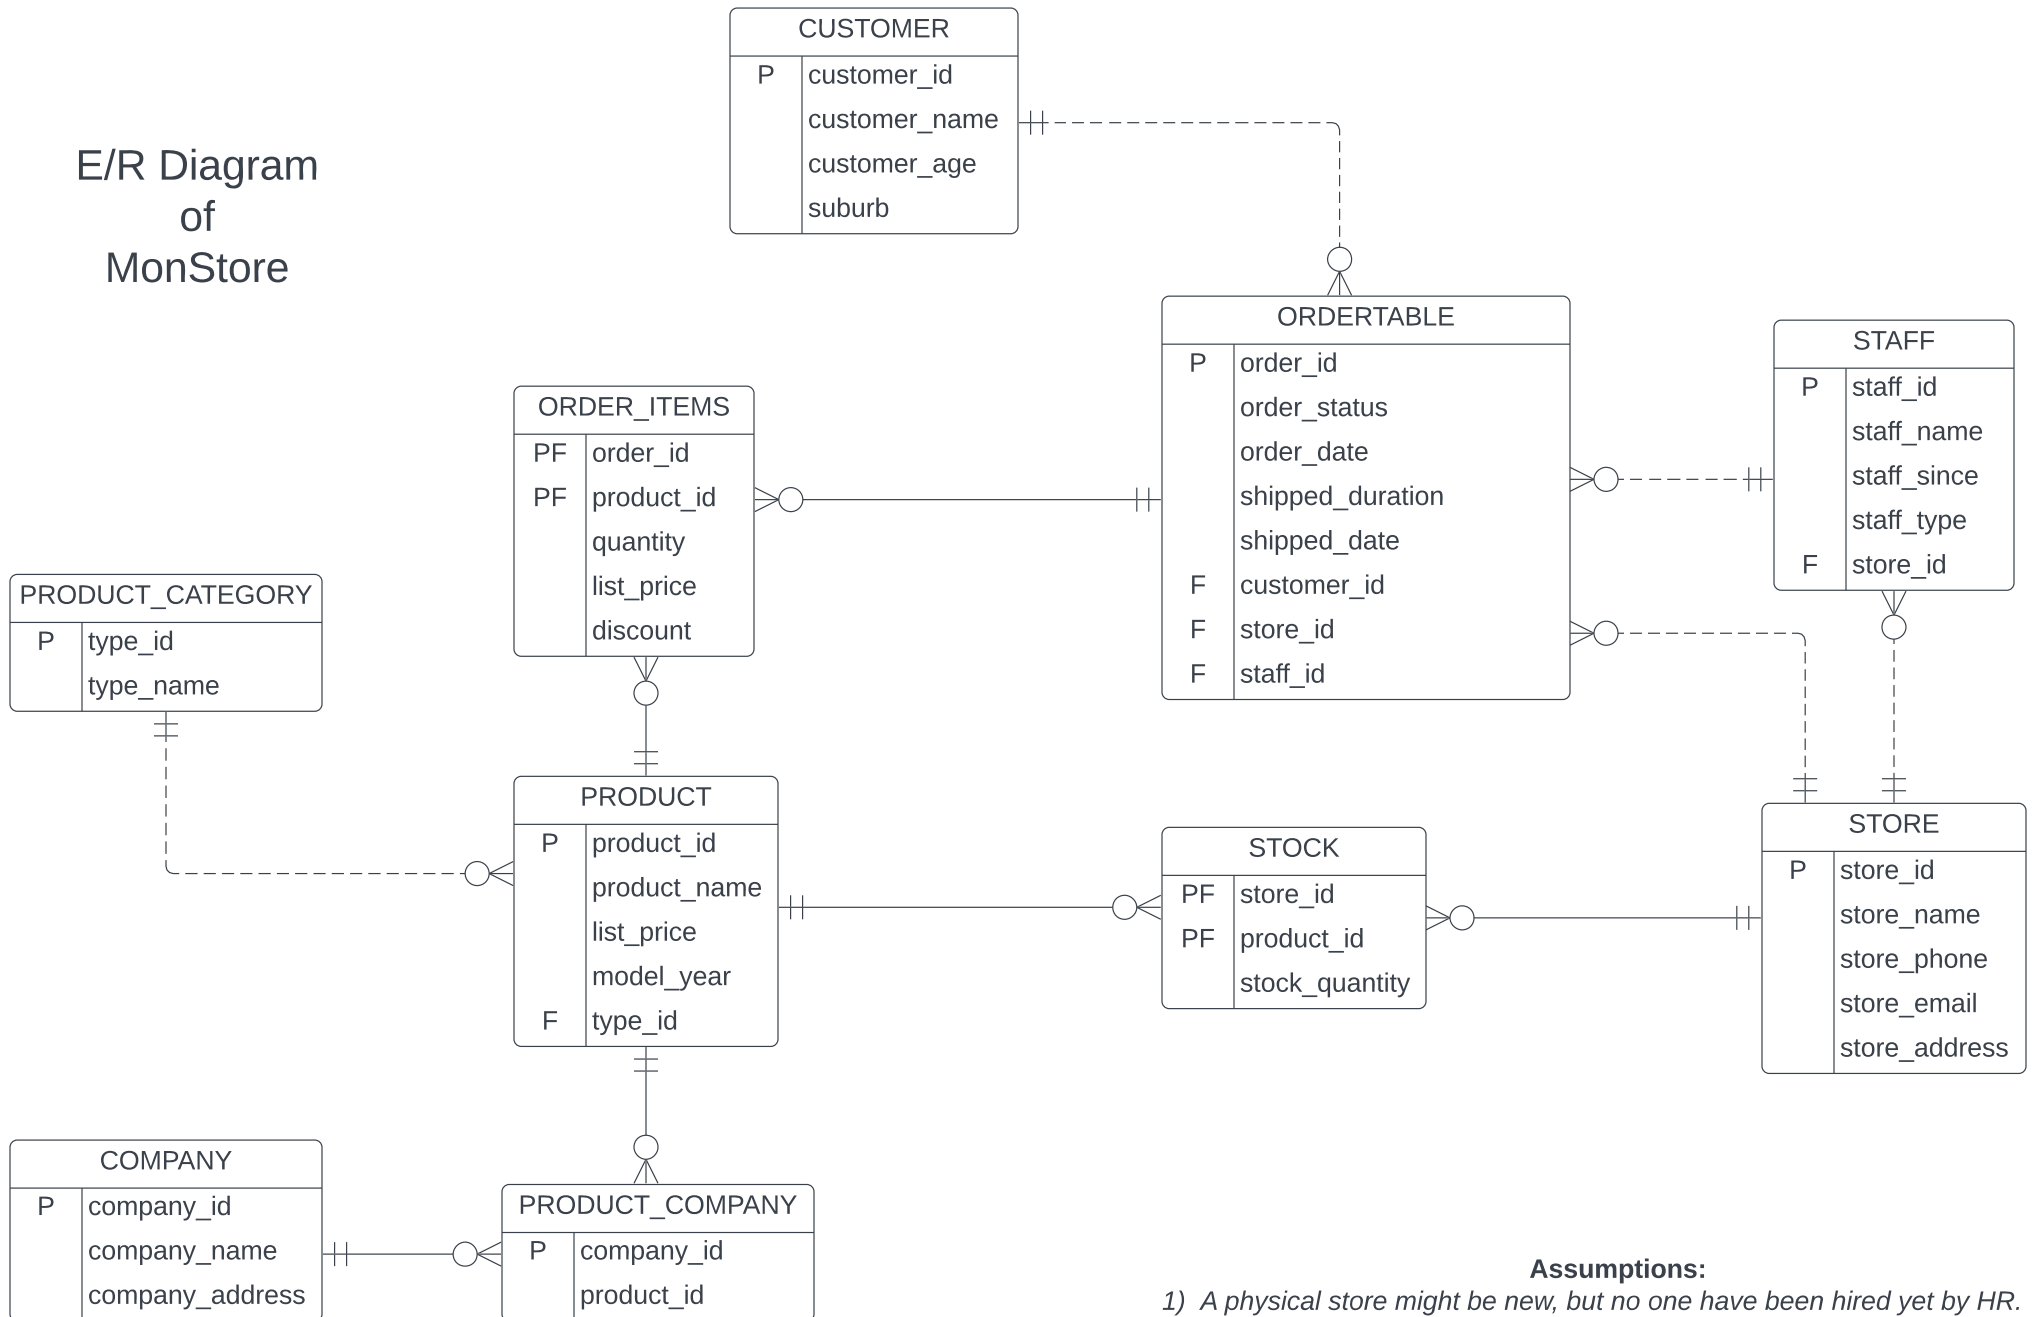 E/R Diagram
of
MonStore
CUSTOMER
P customer_id
customer_name
customer_age
suburb
ORDERTABLE
P order_id
order_status
order_date
shipped_duration
shipped_date
F customer_id
F store_id
F staff_id
STAFF
P staff_id
staff_name
staff_since
staff_type
F store_id
ORDER_ITEMS
PF order_id
PF product_id
quantity
list_price
discount
PRODUCT_CATEGORY
P type_id
type_name
PRODUCT
P product_id
product_name
list_price
model_year
F type_id
STOCK
PF store_id
PF product_id
stock_quantity
STORE
P store_id
store_name
store_phone
store_email
store_address
COMPANY
P company_id
company_name
company_address
PRODUCT_COMPANY
P company_id
product_id
Assumptions:
1) A physical store might be new, but no one have been hired yet by HR.